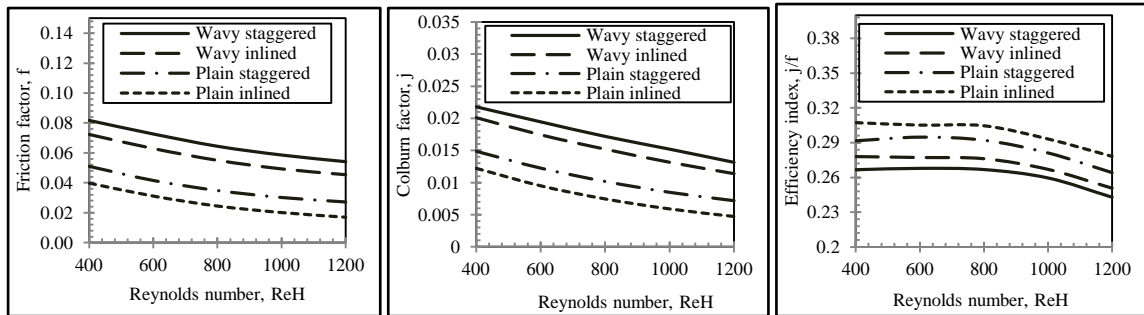 Friction factor, f
0.14
0.12
0.10
0.08
0.06
0.04
0.02
0.00
Wavy staggered
Wavy inlined
Plain staggered
Plain inlined
400 600 800 1000 1200
Reynolds number, ReH
Colburn factor, j
0.035
0.03
0.025
0.02
0.015
0.01
0.005
0
Wavy staggered
Wavy inlined
Plain staggered
Plain inlined
400 600 800 1000 1200
Reynolds number, ReH
Efficiency index, j/f
0.38
0.35
0.32
0.29
0.26
0.23
0.2
Wavy staggered
Wavy inlined
Plain staggered
Plain inlined
400 600 800 1000 1200
Reynolds number, ReH